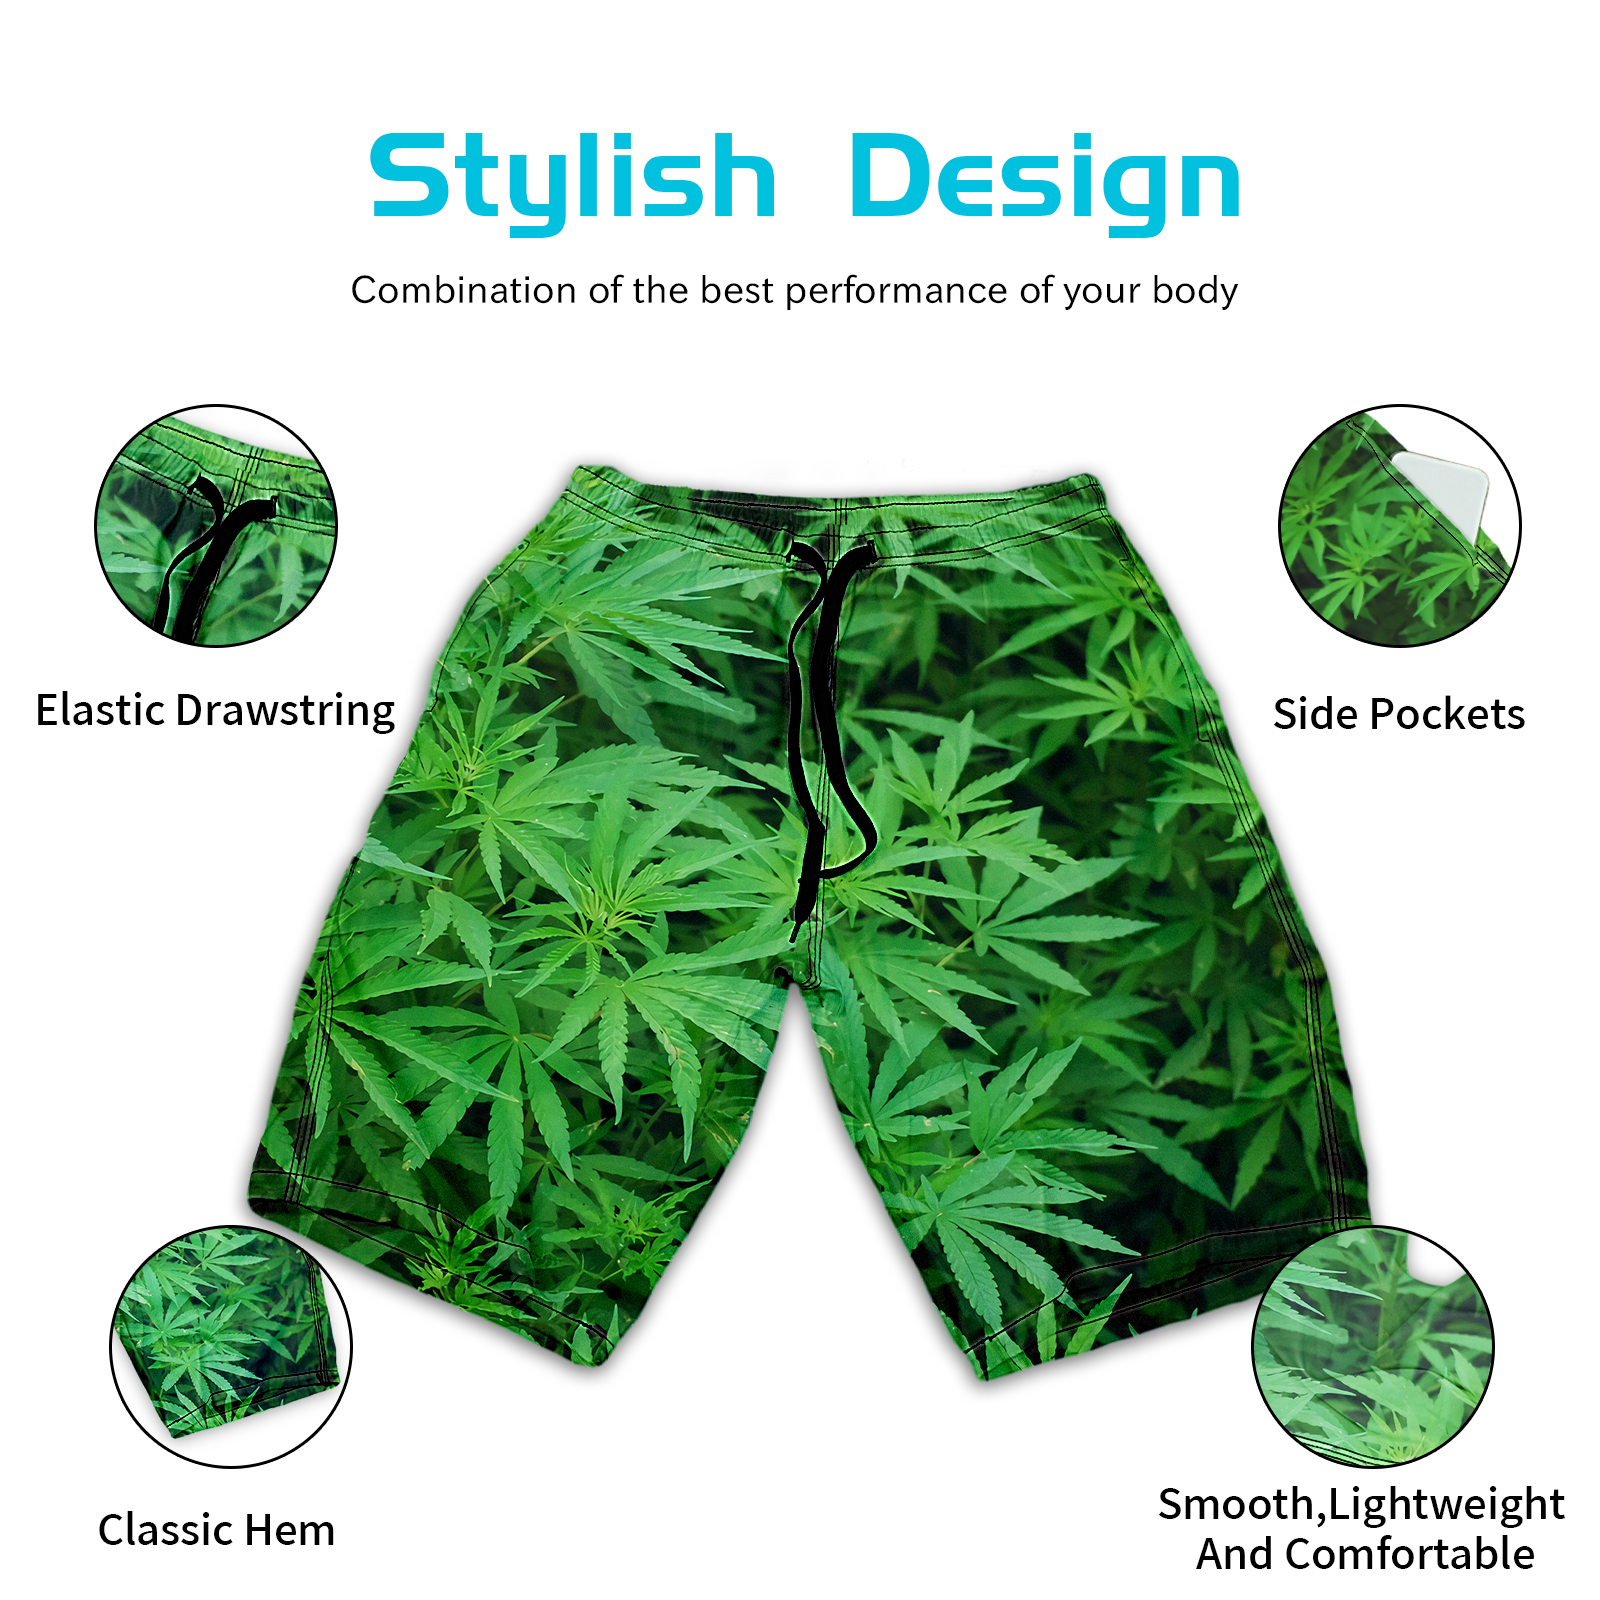 Stylish Design
Combination of the best performance of your body
Elastic Drawstring
Side Pockets
Classic Hem
Smooth,Lightweight
And Comfortable